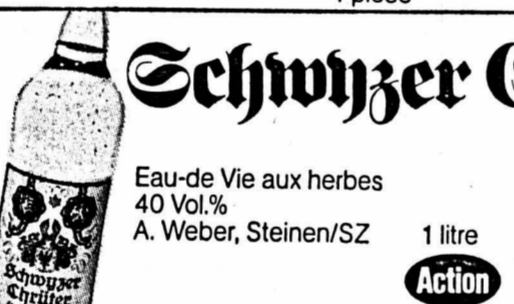 Schwyzer
Eau-de Vie aux herbes
40 Vol.%
A. Weber, Steinen/SZ
1 litre
Action
Schwyzer
Chrüter